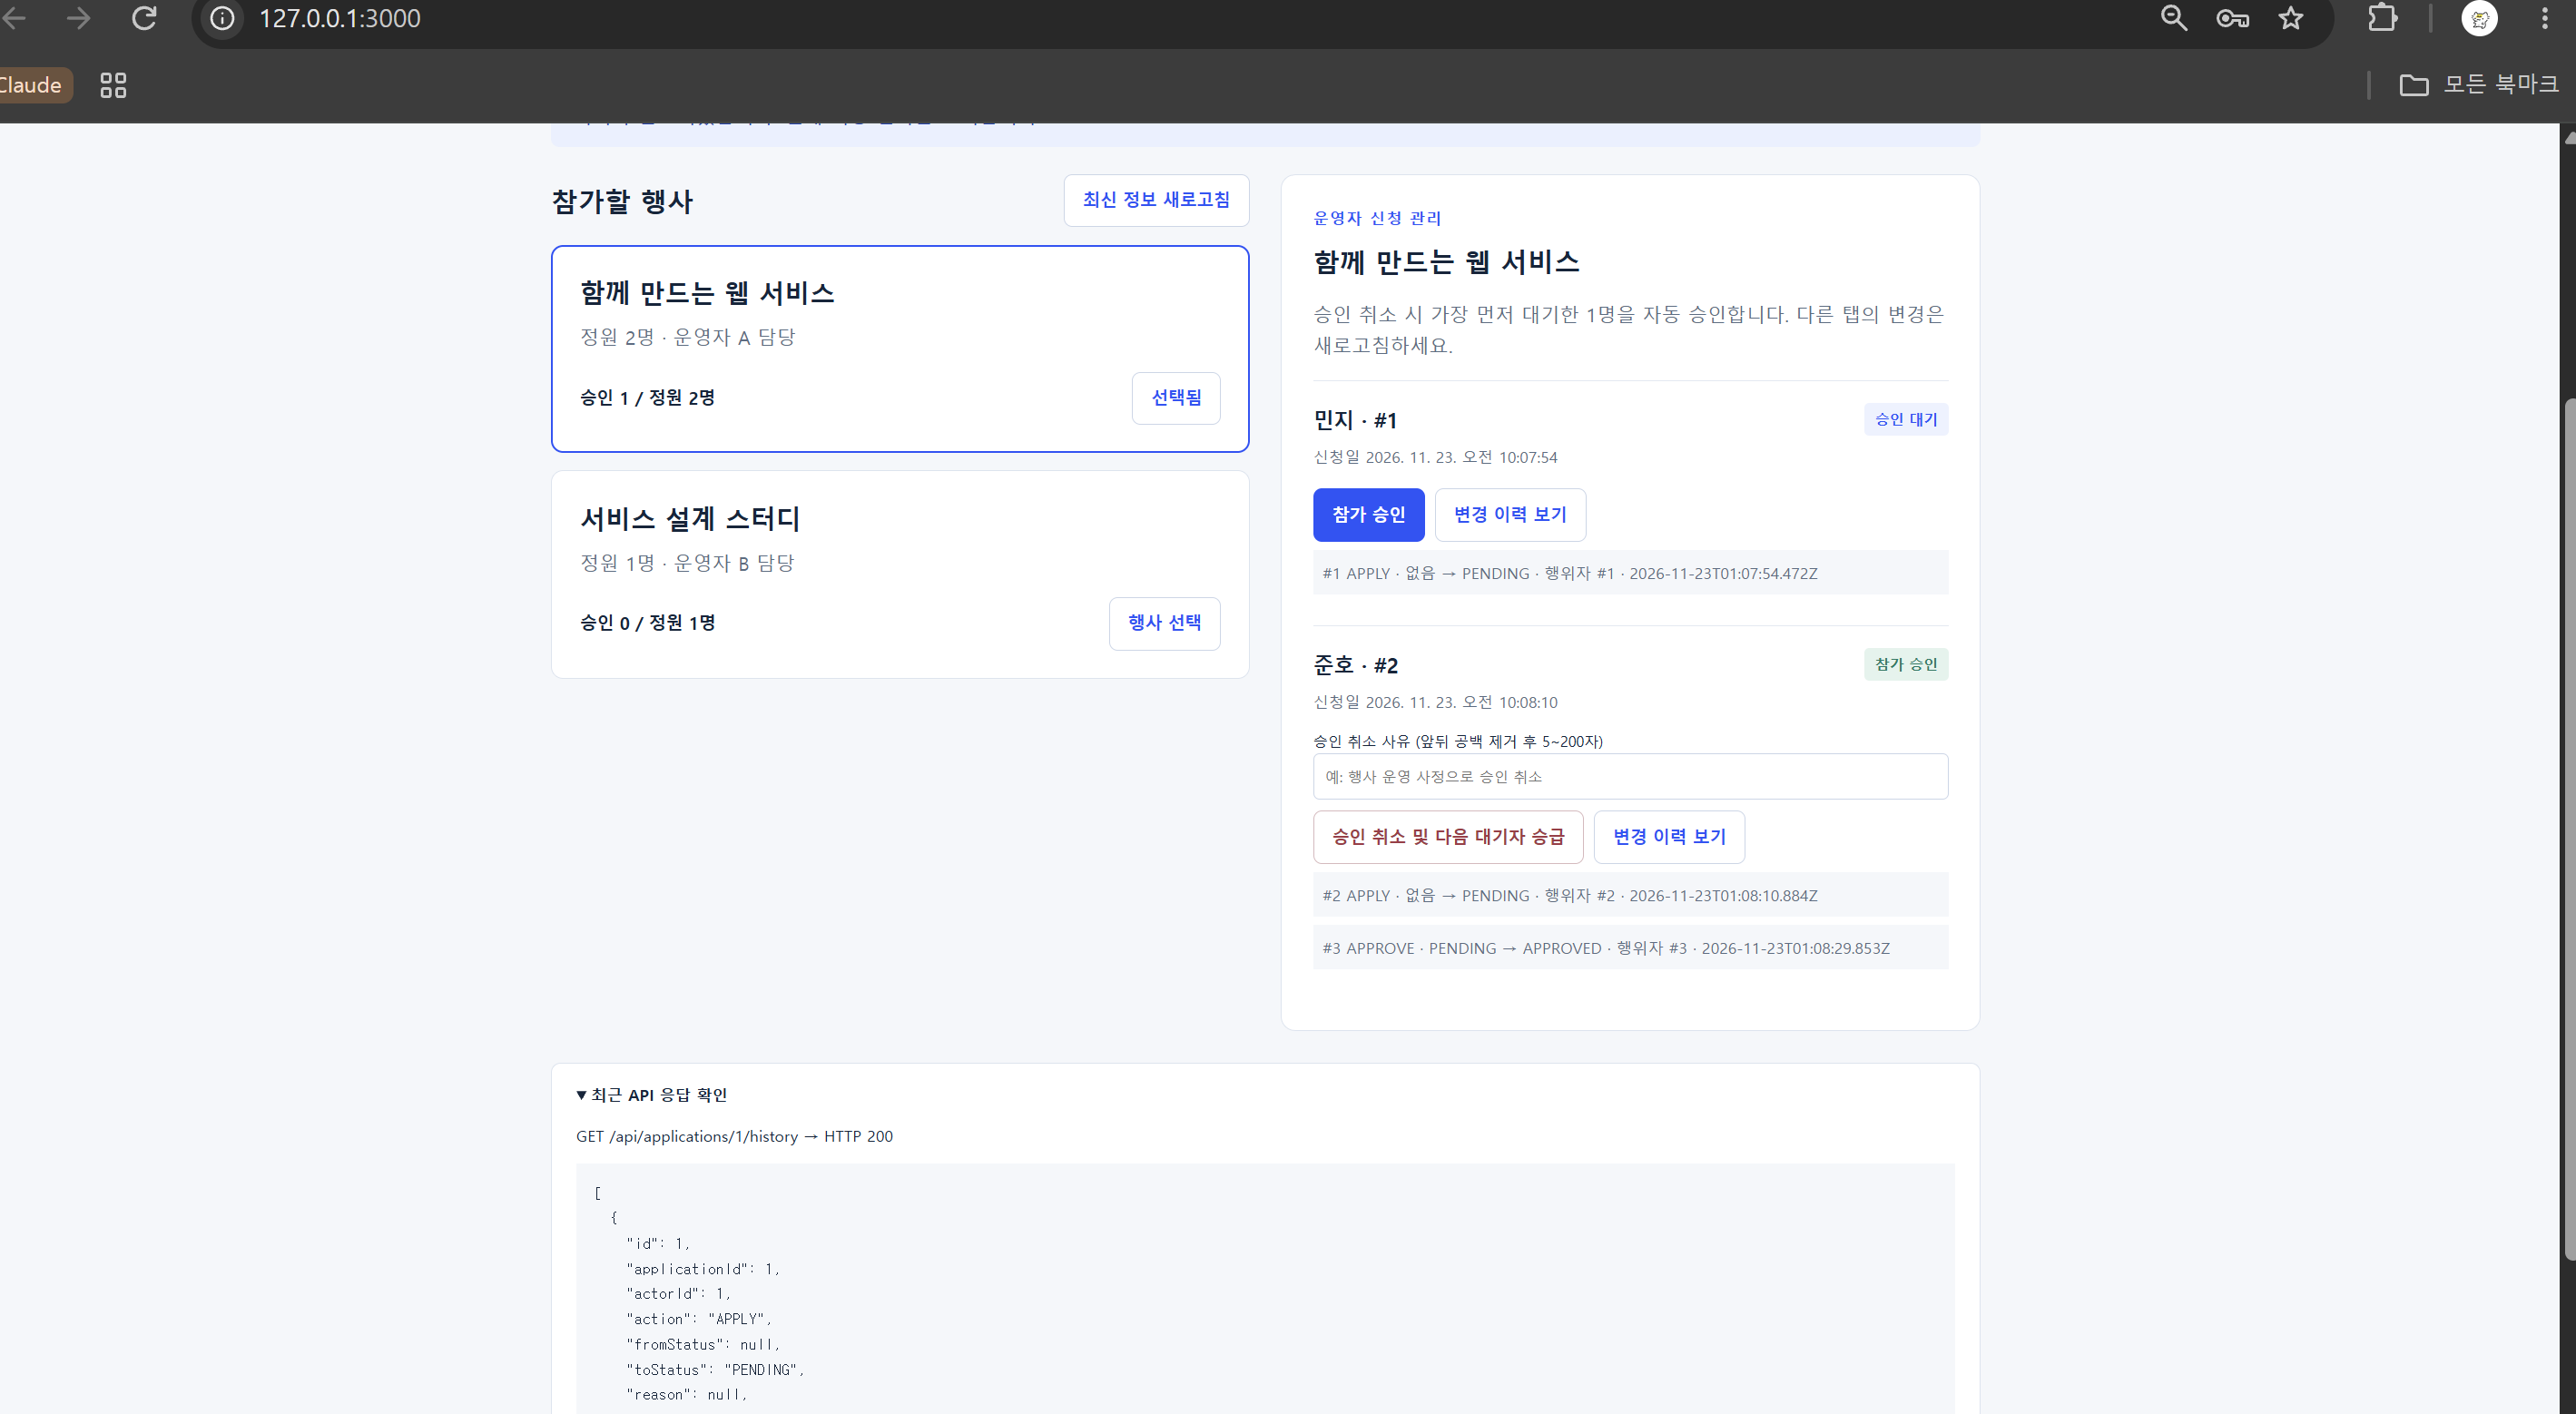 127.0.0.1:3000
Claude
모든 북마크
참가할 행사
최신 정보 새로고침
함께 만드는 웹 서비스
정원 2명 · 운영자 A 담당
승인 1 / 정원 2명
선택됨
서비스 설계 스터디
정원 1명 · 운영자 B 담당
승인 0 / 정원 1명
행사 선택
운영자 신청 관리
함께 만드는 웹 서비스
승인 취소 시 가장 먼저 대기한 1명을 자동 승인합니다. 다른 탭의 변경은
새로고침하세요.
민지 · #1
승인 대기
신청일 2026. 11. 23. 오전 10:07:54
참가 승인
변경 이력 보기
#1 APPLY · 없음 → PENDING · 행위자 #1 · 2026-11-23T01:07:54.472Z
준호 · #2
참가 승인
신청일 2026. 11. 23. 오전 10:08:10
승인 취소 사유 (앞뒤 공백 제거 후 5~200자)
예: 행사 운영 사정으로 승인 취소
승인 취소 및 다음 대기자 승급
변경 이력 보기
#2 APPLY · 없음 → PENDING · 행위자 #2 · 2026-11-23T01:08:10.884Z
#3 APPROVE · PENDING → APPROVED · 행위자 #3 · 2026-11-23T01:08:29.853Z
▼ 최근 API 응답 확인
GET /api/applications/1/history → HTTP 200
[
{
"id": 1,
"applicationId": 1,
"actorId": 1,
"action": "APPLY",
"fromStatus": null,
"toStatus": "PENDING",
"reason": null,